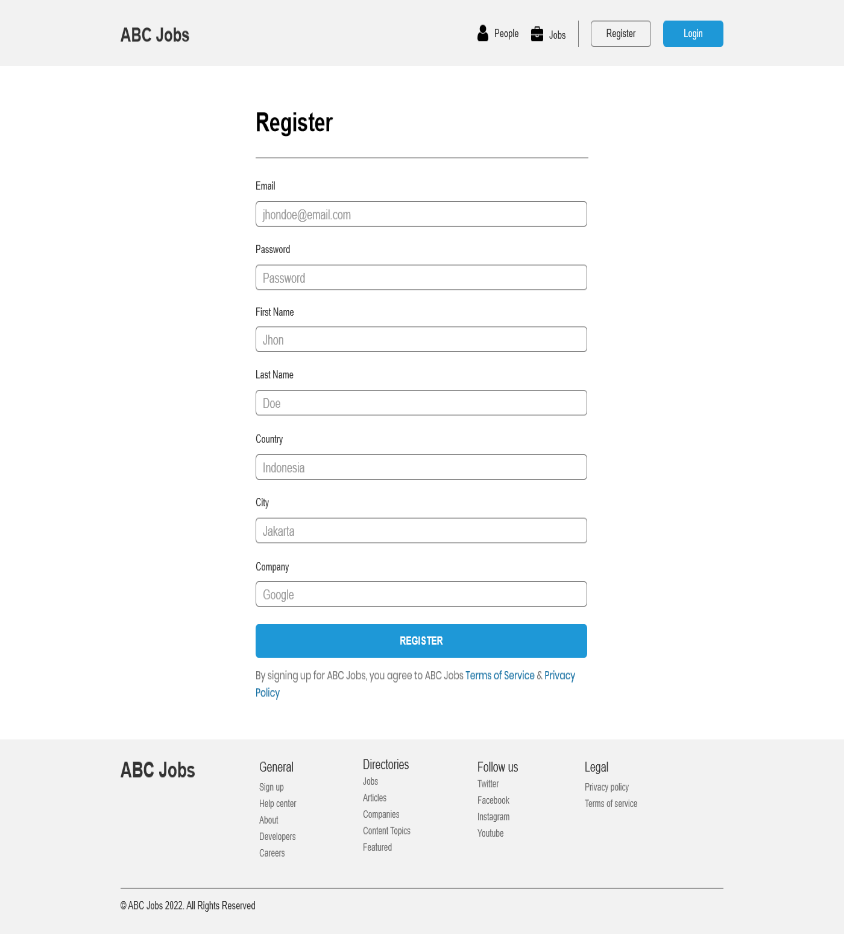 ABC Jobs
People
Jobs
Register
Login
Register
Email
jhondoe@email.com
Password
Password
First Name
Jhon
Last Name
Doe
Country
Indonesia
City
Jakarta
Company
Google
REGISTER
By signing up for ABC Jobs, you agree to ABC Jobs Terms of Service & Privacy
Policy
ABC Jobs
General
Sign up
Help center
About
Developers
Careers
Directories
Jobs
Articles
Companies
Content Topics
Featured
Follow us
Twitter
Facebook
Instagram
Youtube
Legal
Privacy policy
Terms of service
© ABC Jobs 2022. All Rights Reserved